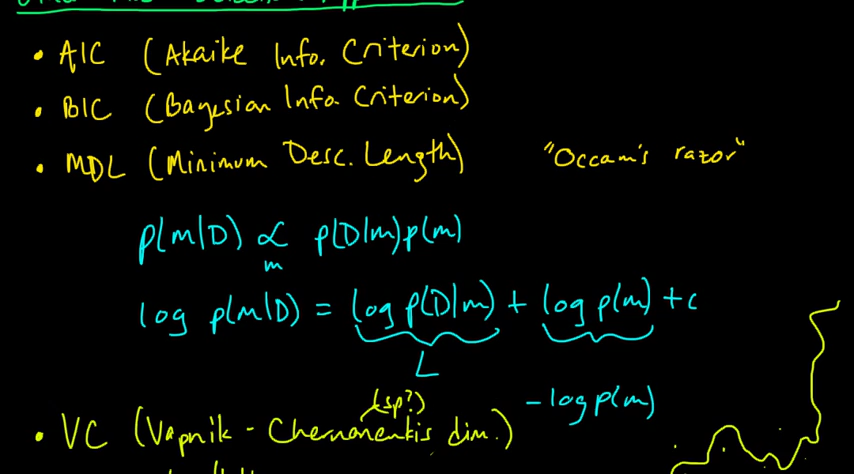 • AIC (Akaike Info. Criterion)
• BIC (Bayesian Info. Criterion)
• MDL (Minimum Desc. Length) "Occam's razor"
p(m|D) ∝ p(D|m)p(m)
m
log p(m|D) = log p(D|m) + log p(m) + c
L
(sp?) - log p(m)
• VC (Vapnik - Chernonenkis dim.)